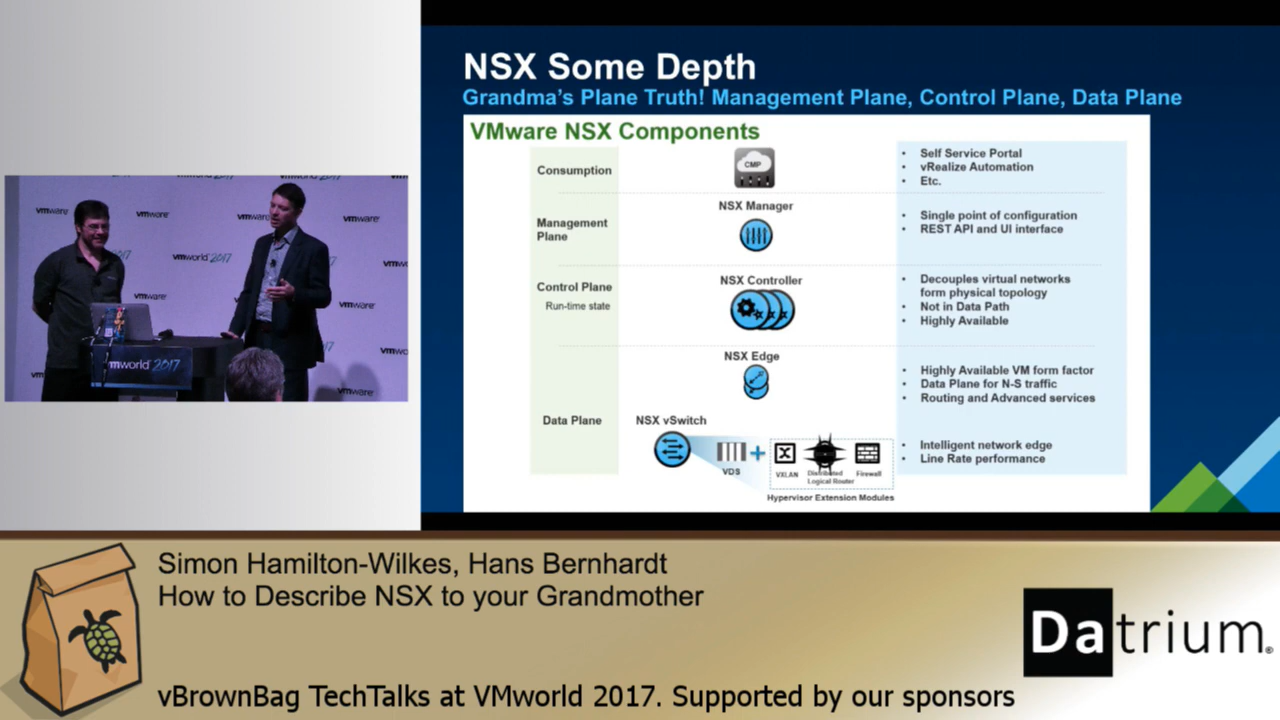 NSX Some Depth
Grandma's Plane Truth! Management Plane, Control Plane, Data Plane
VMware NSX Components
Consumption
CMP
• Self Service Portal
• vRealize Automation
• Etc.
Management
Plane
NSX Manager
• Single point of configuration
• REST API and UI interface
Control Plane
Run-time state
NSX Controller
• Decouples virtual networks
form physical topology
• Not in Data Path
• Highly Available
NSX Edge
• Highly Available VM form factor
• Data Plane for N-S traffic
• Routing and Advanced services
Data Plane
NSX vSwitch
VDS
VXLAN
Distributed
Logical Router
Firewall
Hypervisor Extension Modules
• Intelligent network edge
• Line Rate performance
vmware
vmware
vmware
vmware
vmworld 2017
vmware
vmworld 2017
Simon Hamilton-Wilkes, Hans Bernhardt
How to Describe NSX to your Grandmother
Datrium®
vBrownBag TechTalks at VMworld 2017. Supported by our sponsors